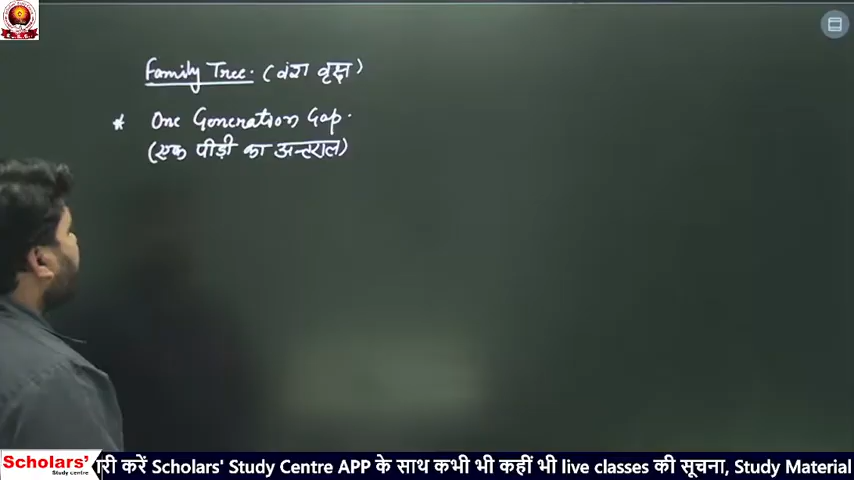 Family Tree. (वंश वृक्ष)
* One Generation Gap.
(एक पीढ़ी का अन्तराल)
Scholars'
Study centre
ारी करें Scholars' Study Centre APP के साथ कभी भी कहीं भी live classes की सूचना, Study Material